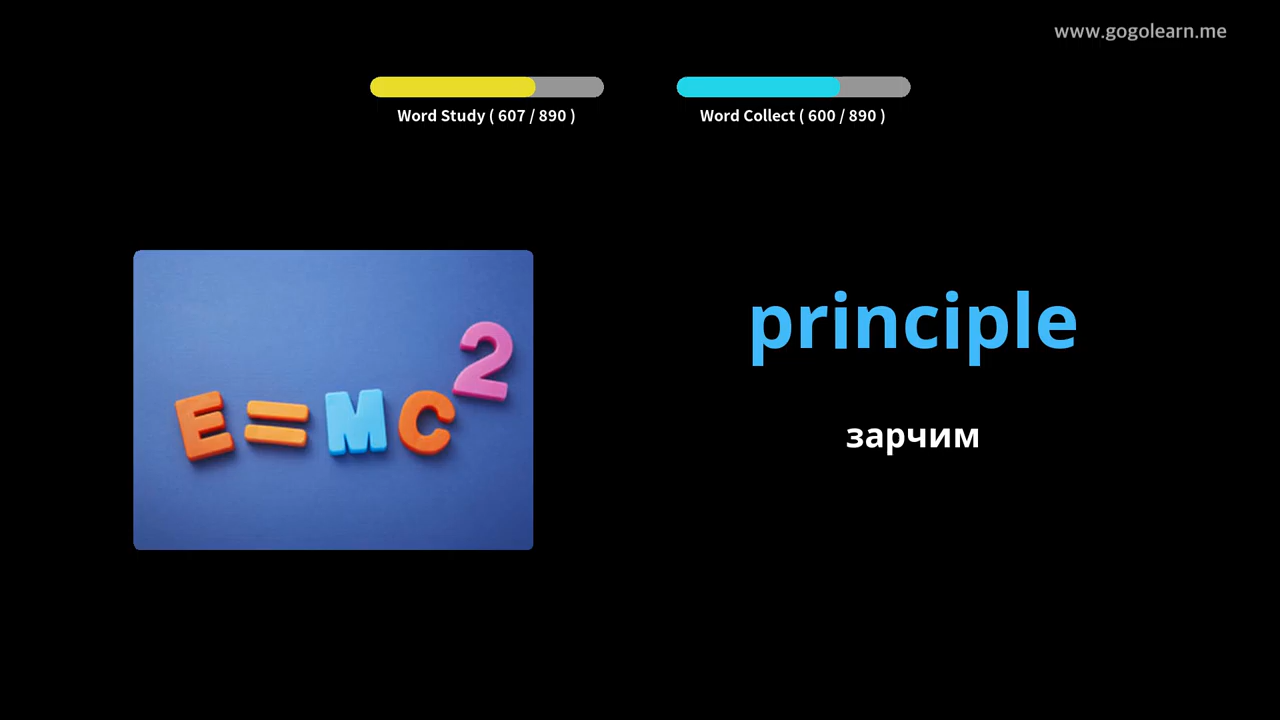 www.gogolearn.me
Word Study ( 607 / 890 )
Word Collect ( 600 / 890 )
E=MC2
principle
зарчим